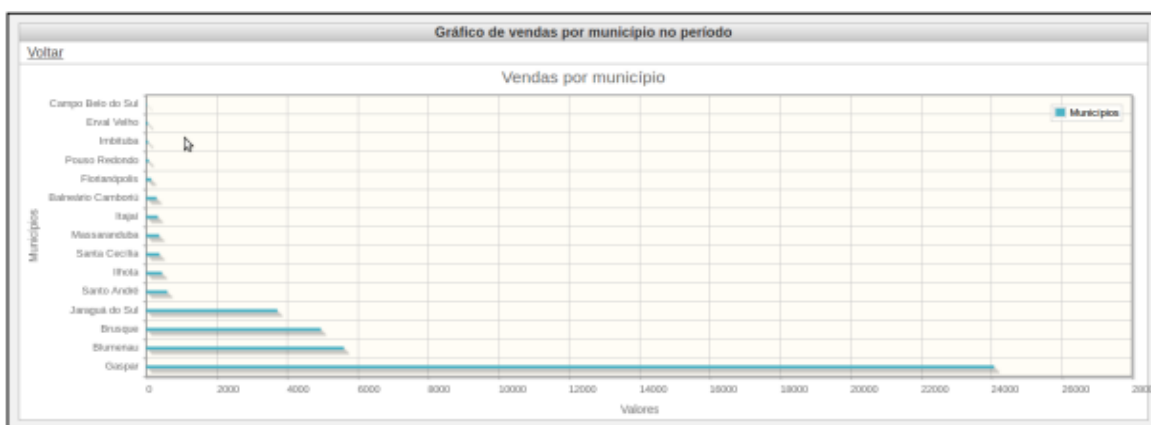 Gráfico de vendas por município no período
Voltar
Vendas por município
Municípios
Campo Belo do Sul
Erval Velho
Imbituba
Pouso Redondo
Florianópolis
Balneário Camboriú
Itajaí
Massaranduba
Santa Cecília
Ilhota
Santo André
Jaraguá do Sul
Brusque
Blumenau
Gaspar
Municípios
0 2000 4000 6000 8000 10000 12000 14000 16000 18000 20000 22000 24000 26000 2800
Valores